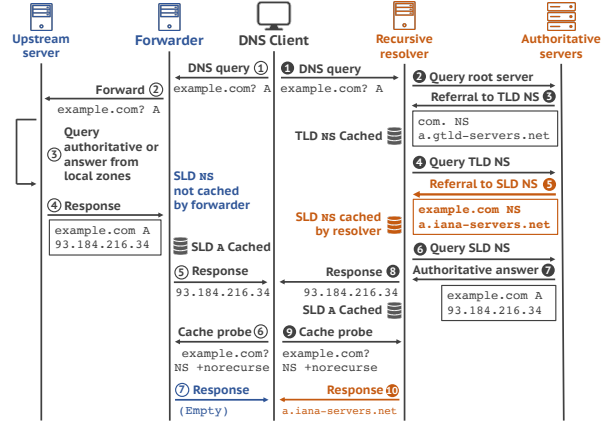 Upstream server
Forwarder
DNS Client
Recursive resolver
Authoritative servers
DNS query ①
example.com? A
❶ DNS query
example.com? A
❷ Query root server
Forward ②
example.com? A
Referral to TLD NS ❸
com. NS
a.gtld-servers.net
TLD NS Cached
③ Query
authoritative or
answer from
local zones
❹ Query TLD NS
Referral to SLD NS ❺
example.com NS
a.iana-servers.net
SLD NS
not cached
by forwarder
SLD NS cached
by resolver
④ Response
example.com A
93.184.216.34
SLD A Cached
❻ Query SLD NS
Authoritative answer ❼
example.com A
93.184.216.34
⑤ Response
93.184.216.34
Response ❽
93.184.216.34
SLD A Cached
Cache probe ⑥
example.com?
NS +norecurse
❾ Cache probe
example.com?
NS +norecurse
⑦ Response
(Empty)
Response ❿
a.iana-servers.net